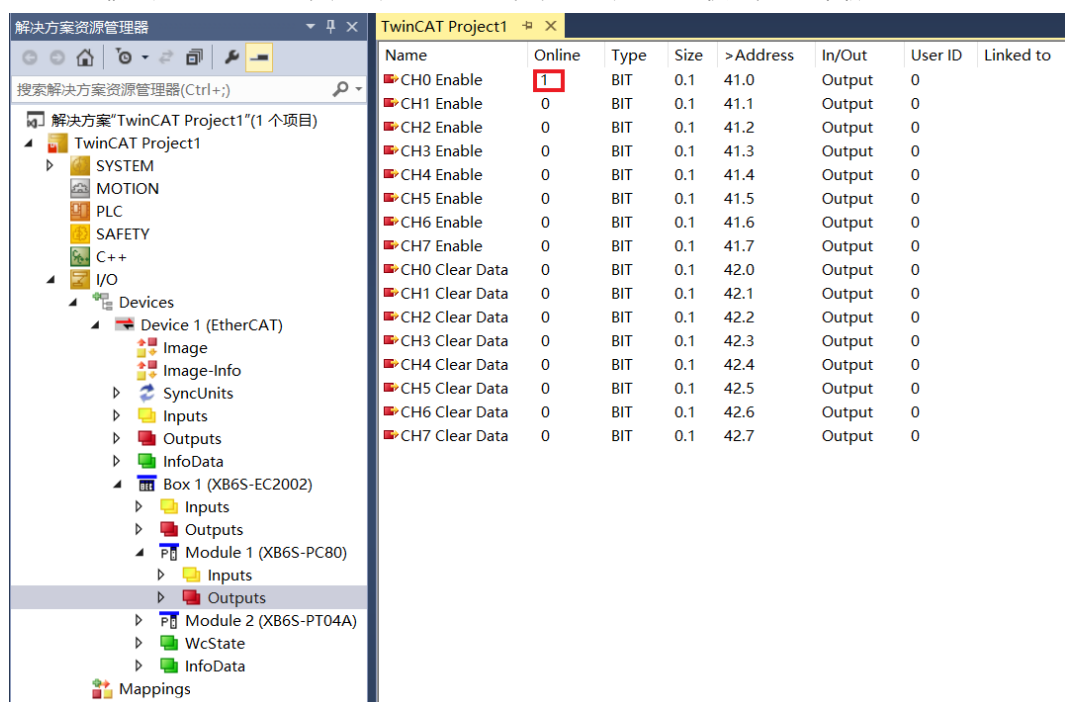 解决方案资源管理器
搜索解决方案资源管理器(Ctrl+;)
解决方案"TwinCAT Project1"(1 个项目)
TwinCAT Project1
SYSTEM
MOTION
PLC
SAFETY
C++
I/O
Devices
Device 1 (EtherCAT)
Image
Image-Info
SyncUnits
Inputs
Outputs
InfoData
Box 1 (XB6S-EC2002)
Inputs
Outputs
Module 1 (XB6S-PC80)
Inputs
Outputs
Module 2 (XB6S-PT04A)
WcState
InfoData
Mappings
TwinCAT Project1
Name Online Type Size >Address In/Out User ID Linked to
CH0 Enable 1 BIT 0.1 41.0 Output 0
CH1 Enable 0 BIT 0.1 41.1 Output 0
CH2 Enable 0 BIT 0.1 41.2 Output 0
CH3 Enable 0 BIT 0.1 41.3 Output 0
CH4 Enable 0 BIT 0.1 41.4 Output 0
CH5 Enable 0 BIT 0.1 41.5 Output 0
CH6 Enable 0 BIT 0.1 41.6 Output 0
CH7 Enable 0 BIT 0.1 41.7 Output 0
CH0 Clear Data 0 BIT 0.1 42.0 Output 0
CH1 Clear Data 0 BIT 0.1 42.1 Output 0
CH2 Clear Data 0 BIT 0.1 42.2 Output 0
CH3 Clear Data 0 BIT 0.1 42.3 Output 0
CH4 Clear Data 0 BIT 0.1 42.4 Output 0
CH5 Clear Data 0 BIT 0.1 42.5 Output 0
CH6 Clear Data 0 BIT 0.1 42.6 Output 0
CH7 Clear Data 0 BIT 0.1 42.7 Output 0